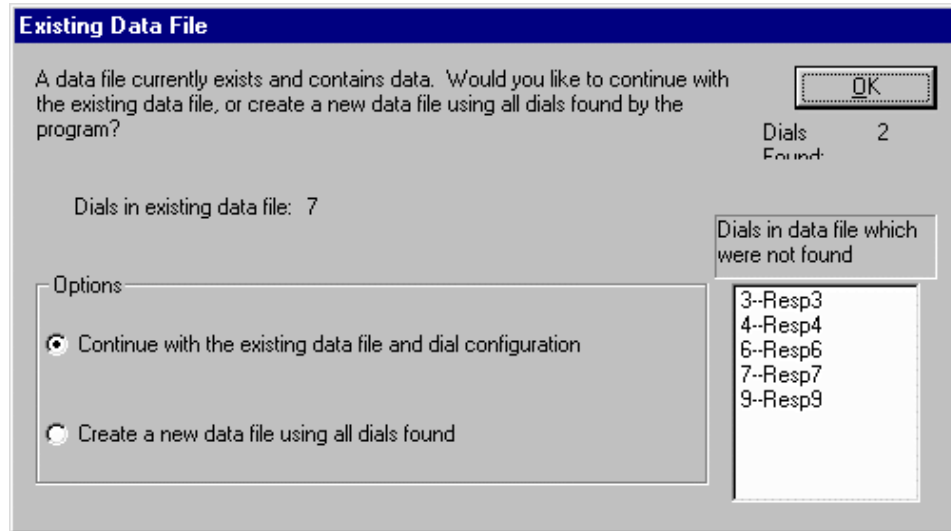 Existing Data File
A data file currently exists and contains data.  Would you like to continue with
the existing data file, or create a new data file using all dials found by the
program?
OK
Dials 2
Found:
Dials in existing data file: 7
Dials in data file which
were not found
Options
Continue with the existing data file and dial configuration
Create a new data file using all dials found
3--Resp3
4--Resp4
6--Resp6
7--Resp7
9--Resp9